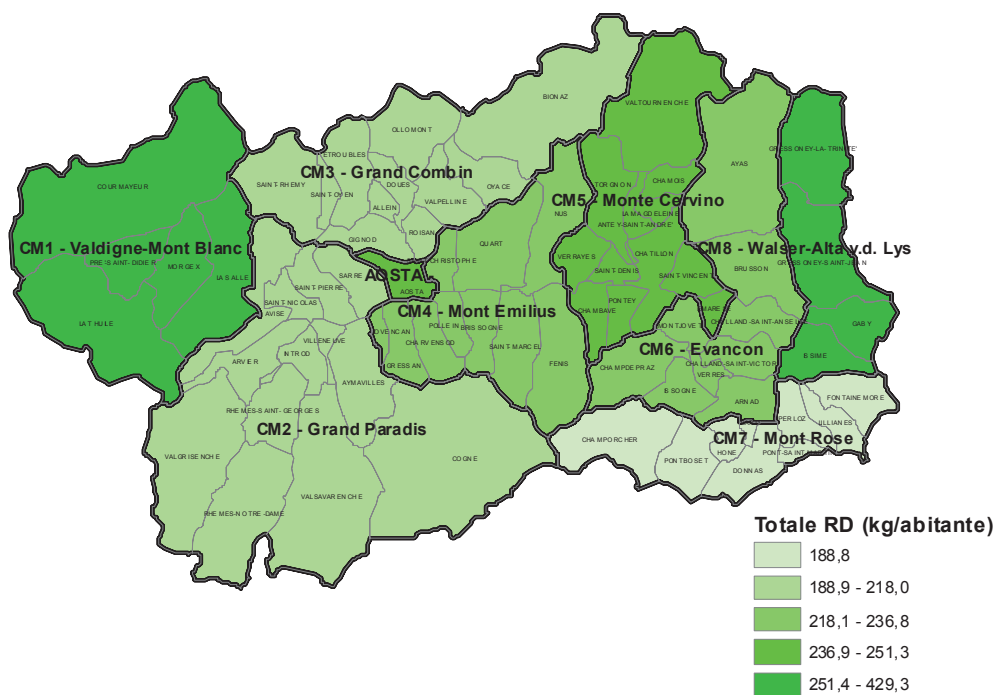 BIONAZ
VALTOURNENCHE
OLLOMONT
ETROUBLES
GRESSONEY-LA-TRINITE'
CM3 - Grand Combin
SAINT-RHEMY
SAINT-OYEN
DOUES
ALLEIN
VALPELLINE
OYACE
AYAS
TORGNON
CHAMOIS
COURMAYEUR
CM5 - Monte Cervino
NUS
LA MAGDELEINE
ANTEY-SAINT-ANDRE'
GIGNOD
ROISAN
QUART
CM1 - Valdigne-Mont Blanc
PRE'-SAINT-DIDIER
MORGEX
LA SALLE
CHRISTOPHE
VERRAYES
CHATILLON
CM8 - Walser-Alta v.d. Lys
GRESSONEY-SAINT-JEAN
SARRE
AOSTA -
AOSTA
SAINT-DENIS
SAINT-VINCENT
BRUSSON
SAINT-PIERRE
SAINT-NICOLAS
AVISE
CM4 - Mont Emilius
CHAMBAVE
PONTEY
LA THUILE
POLLEIN
BRISSOGNE
MONTJOVET
CHALLAND-SAINT-ANSELME
GABY
VILLENEUVE
CHARVENSOD
SAINT-MARCEL
CM6 - Evancon
ARVIER
INTROD
GRESSAN
FENIS
CHAMPDEPRAZ
CHALLAND-SAINT-VICTOR
ISSIME
VERRES
AYMAVILLES
ISSOGNE
ARNAD
FONTAINEMORE
RHEMES-SAINT-GEORGES
CM2 - Grand Paradis
PERLOZ
LILLIANES
CHAMPORCHER
CM7 - Mont Rose
HONE
VALGRISENCHE
COGNE
PONTBOSET
DONNAS
VALSAVARENCHE
RHEMES-NOTRE-DAME
Totale RD (kg/abitante)
188,8
188,9 - 218,0
218,1 - 236,8
236,9 - 251,3
251,4 - 429,3